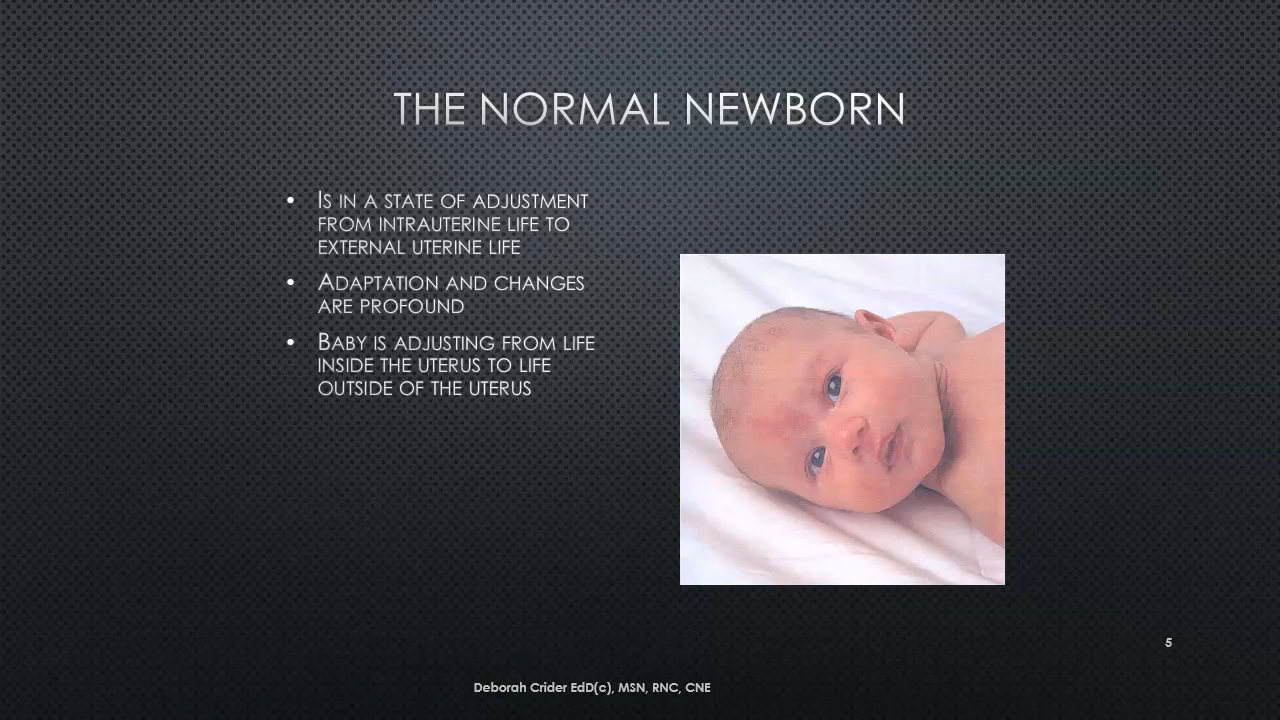 THE NORMAL NEWBORN
• IS IN A STATE OF ADJUSTMENT
FROM INTRAUTERINE LIFE TO
EXTERNAL UTERINE LIFE
• ADAPTATION AND CHANGES
ARE PROFOUND
• BABY IS ADJUSTING FROM LIFE
INSIDE THE UTERUS TO LIFE
OUTSIDE OF THE UTERUS
5
Deborah Crider EdD(c), MSN, RNC, CNE